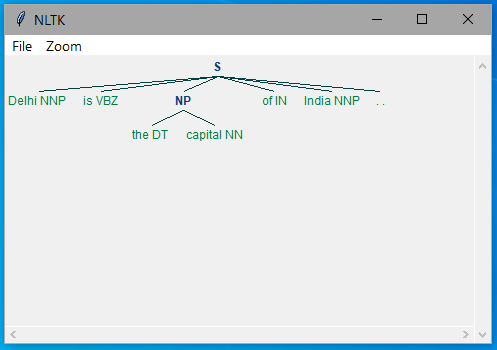 NLTK
File Zoom
S
Delhi NNP is VBZ NP of IN India NNP . .
the DT capital NN